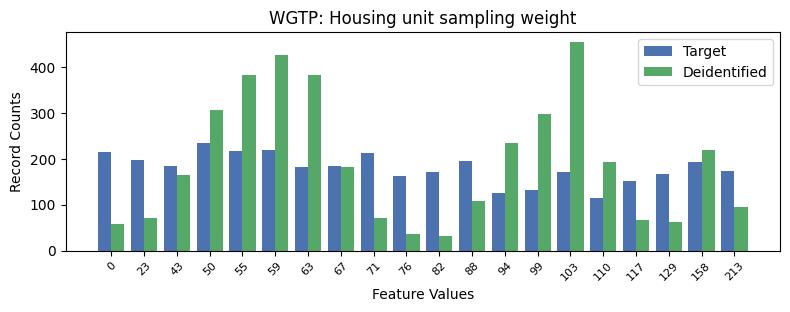 WGTP: Housing unit sampling weight
Target
Deidentified
Record Counts
400
300
200
100
0
0 23 43 50 55 59 63 67 71 76 82 88 94 99 103 110 117 129 158 213
Feature Values